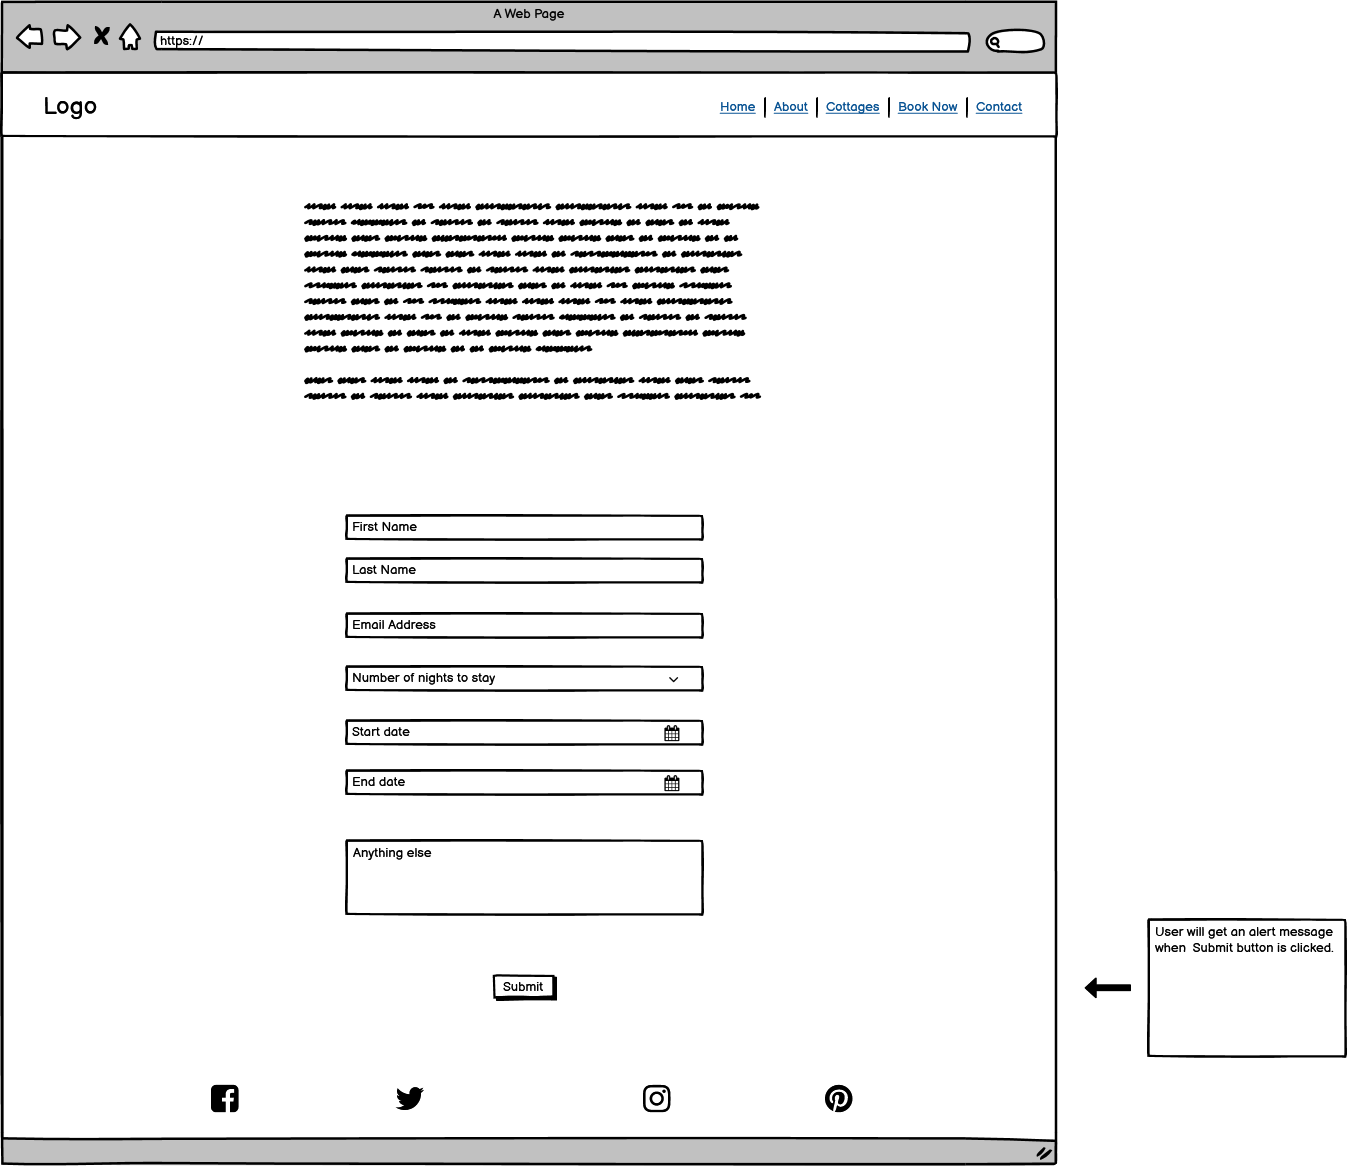 A Web Page
https://
Logo
Home About Cottages Book Now Contact
First Name
Last Name
Email Address
Number of nights to stay
Start date
End date
Anything else
User will get an alert message
when Submit button is clicked.
Submit